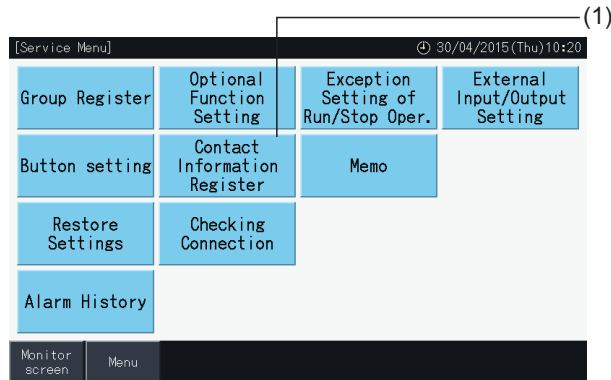 (1)
[Service Menu] 30/04/2015(Thu)10:20
Group Register
Optional
Function
Setting
Exception
Setting of
Run/Stop Oper.
External
Input/Output
Setting
Button setting
Contact
Information
Register
Memo
Restore
Settings
Checking
Connection
Alarm History
Monitor
screen
Menu